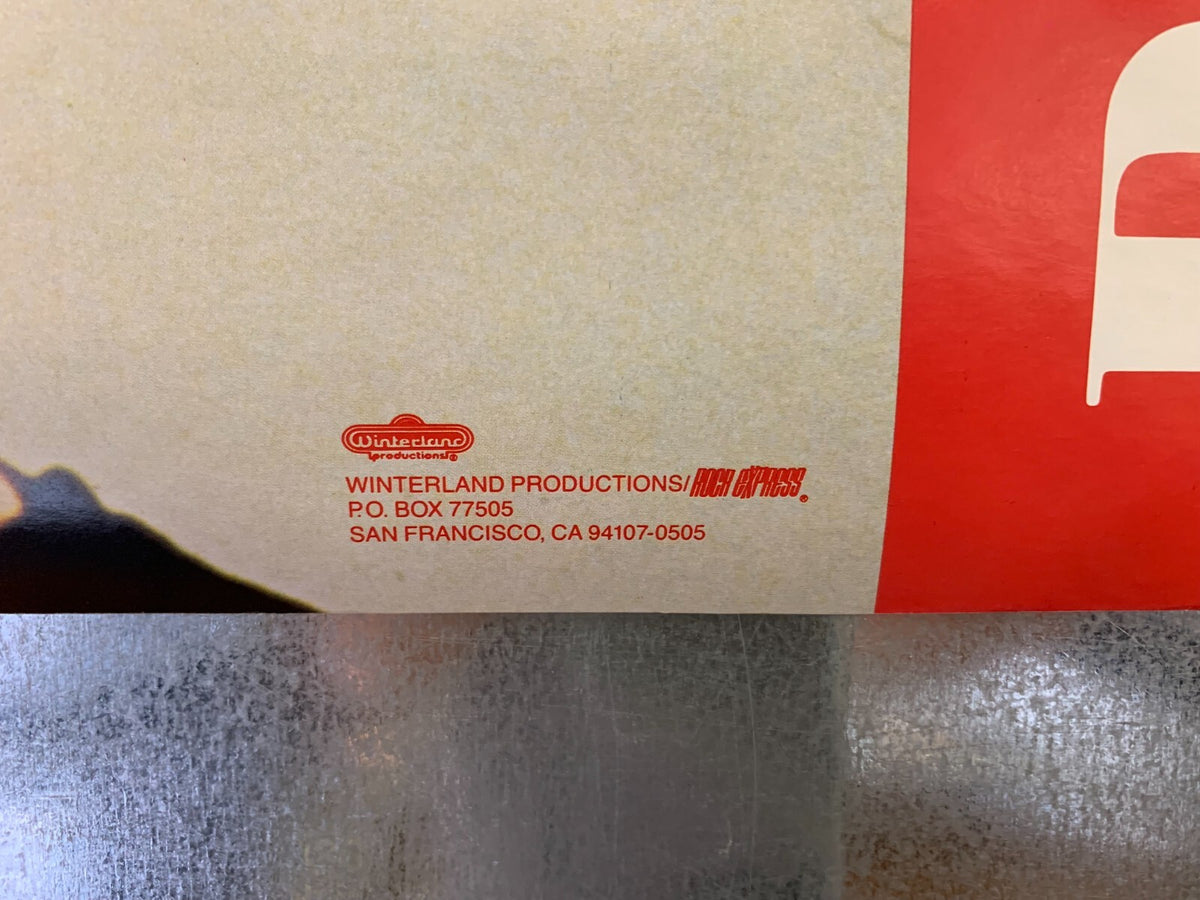 Winterland
productions!
WINTERLAND PRODUCTIONS/ROCK EXPRESS®
P.O. BOX 77505
SAN FRANCISCO, CA 94107-0505